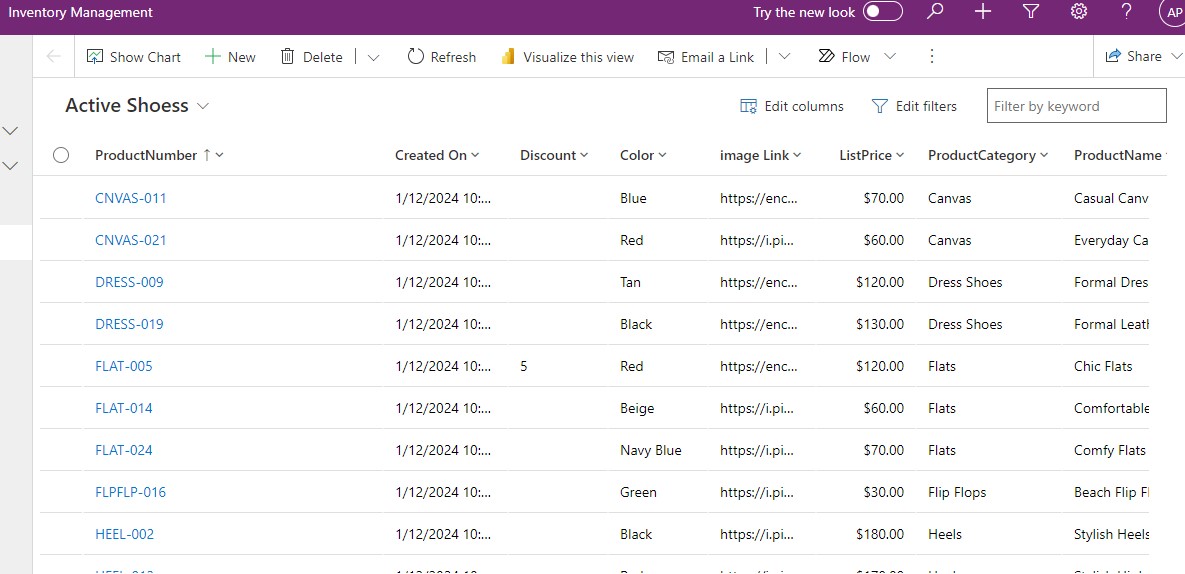 Inventory Management Try the new look AP
Show Chart New Delete Refresh Visualize this view Email a Link Flow Share
Active Shoess Edit columns Edit filters Filter by keyword
ProductNumber Created On Discount Color image Link ListPrice ProductCategory ProductName
CNVAS-011 1/12/2024 10:... Blue https://enc... $70.00 Canvas Casual Canv
CNVAS-021 1/12/2024 10:... Red https://i.pi... $60.00 Canvas Everyday Ca
DRESS-009 1/12/2024 10:... Tan https://enc... $120.00 Dress Shoes Formal Dres
DRESS-019 1/12/2024 10:... Black https://enc... $130.00 Dress Shoes Formal Leath
FLAT-005 1/12/2024 10:... 5 Red https://enc... $120.00 Flats Chic Flats
FLAT-014 1/12/2024 10:... Beige https://i.pi... $60.00 Flats Comfortable
FLAT-024 1/12/2024 10:... Navy Blue https://i.pi... $70.00 Flats Comfy Flats
FLPFLP-016 1/12/2024 10:... Green https://i.pi... $30.00 Flip Flops Beach Flip Fl
HEEL-002 1/12/2024 10:... Black https://i.pi... $180.00 Heels Stylish Heels